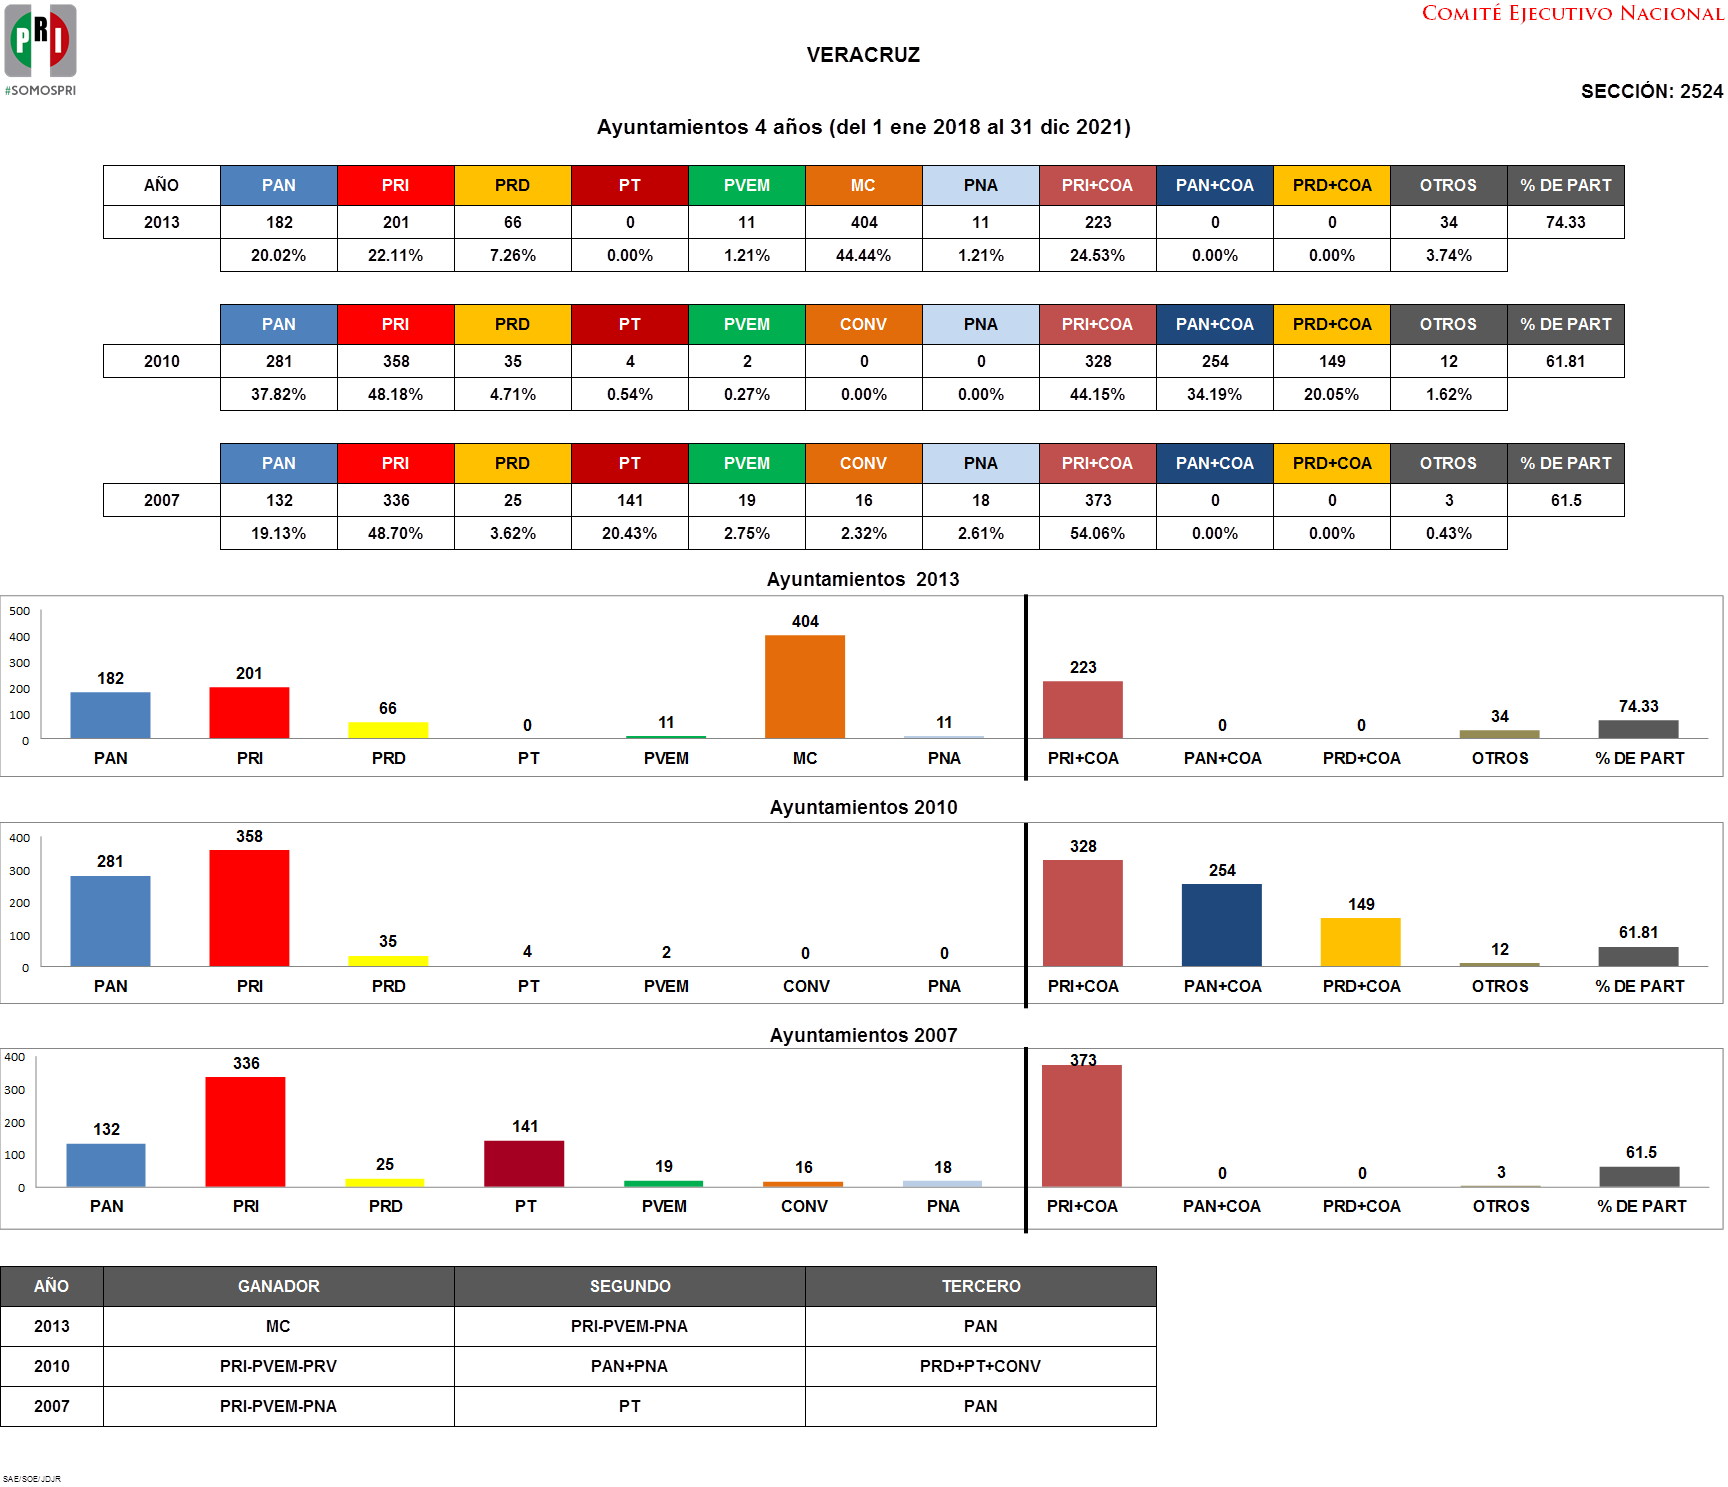 PRI
#SOMOSPRI
COMITÉ EJECUTIVO NACIONAL
VERACRUZ
SECCIÓN: 2524
Ayuntamientos 4 años (del 1 ene 2018 al 31 dic 2021)
AÑO PAN PRI PRD PT PVEM MC PNA PRI+COA PAN+COA PRD+COA OTROS % DE PART
2013 182 201 66 0 11 404 11 223 0 0 34 74.33
20.02% 22.11% 7.26% 0.00% 1.21% 44.44% 1.21% 24.53% 0.00% 0.00% 3.74%
PAN PRI PRD PT PVEM CONV PNA PRI+COA PAN+COA PRD+COA OTROS % DE PART
2010 281 358 35 4 2 0 0 328 254 149 12 61.81
37.82% 48.18% 4.71% 0.54% 0.27% 0.00% 0.00% 44.15% 34.19% 20.05% 1.62%
PAN PRI PRD PT PVEM CONV PNA PRI+COA PAN+COA PRD+COA OTROS % DE PART
2007 132 336 25 141 19 16 18 373 0 0 3 61.5
19.13% 48.70% 3.62% 20.43% 2.75% 2.32% 2.61% 54.06% 0.00% 0.00% 0.43%
Ayuntamientos 2013
500
400
300
200
100
0
182 201 66 0 11 404 11 223 0 0 34 74.33
PAN PRI PRD PT PVEM MC PNA PRI+COA PAN+COA PRD+COA OTROS % DE PART
Ayuntamientos 2010
400
300
200
100
0
281 358 35 4 2 0 0 328 254 149 12 61.81
PAN PRI PRD PT PVEM CONV PNA PRI+COA PAN+COA PRD+COA OTROS % DE PART
Ayuntamientos 2007
400
300
200
100
0
132 336 25 141 19 16 18 373 0 0 3 61.5
PAN PRI PRD PT PVEM CONV PNA PRI+COA PAN+COA PRD+COA OTROS % DE PART
AÑO GANADOR SEGUNDO TERCERO
2013 MC PRI-PVEM-PNA PAN
2010 PRI-PVEM-PRV PAN+PNA PRD+PT+CONV
2007 PRI-PVEM-PNA PT PAN
SAE/SOE/JDJR